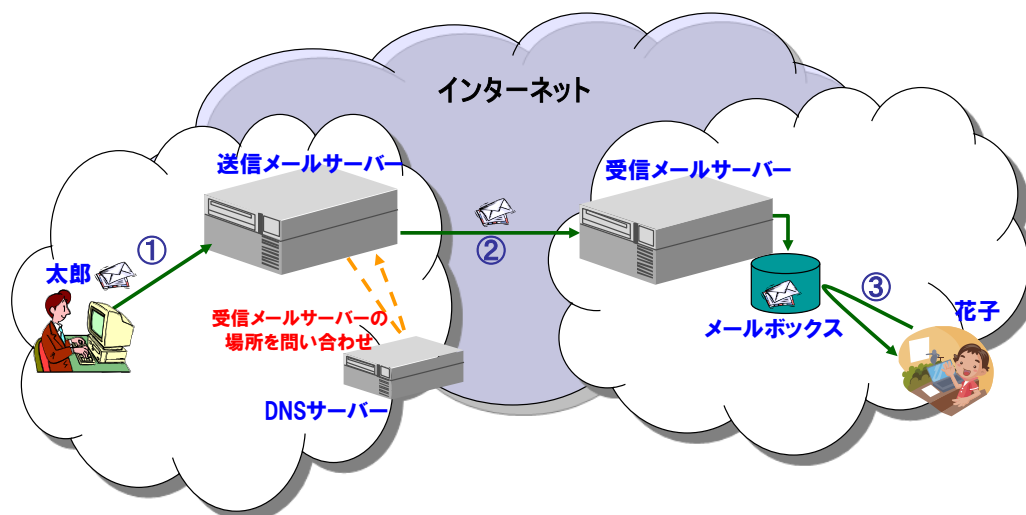 インターネット
送信メールサーバー
受信メールサーバー
①
②
太郎
③
花子
メールボックス
受信メールサーバーの
場所を問い合わせ
DNSサーバー